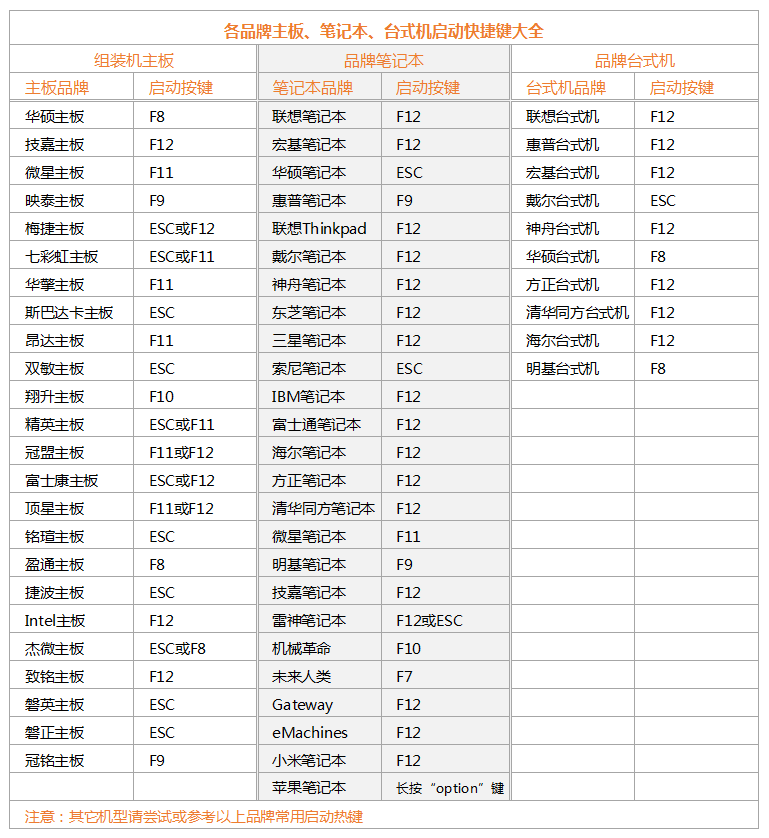 各品牌主板、笔记本、台式机启动快捷键大全
组装机主板 品牌笔记本 品牌台式机
主板品牌 启动按键 笔记本品牌 启动按键 台式机品牌 启动按键
华硕主板 F8 联想笔记本 F12 联想台式机 F12
技嘉主板 F12 宏基笔记本 F12 惠普台式机 F12
微星主板 F11 华硕笔记本 ESC 宏基台式机 F12
映泰主板 F9 惠普笔记本 F9 戴尔台式机 ESC
梅捷主板 ESC或F12 联想Thinkpad F12 神舟台式机 F12
七彩虹主板 ESC或F11 戴尔笔记本 F12 华硕台式机 F8
华擎主板 F11 神舟笔记本 F12 方正台式机 F12
斯巴达卡主板 ESC 东芝笔记本 F12 清华同方台式机 F12
昂达主板 F11 三星笔记本 F12 海尔台式机 F12
双敏主板 ESC 索尼笔记本 ESC 明基台式机 F8
翔升主板 F10 IBM笔记本 F12
精英主板 ESC或F11 富士通笔记本 F12
冠盟主板 F11或F12 海尔笔记本 F12
富士康主板 ESC或F12 方正笔记本 F12
顶星主板 F11或F12 清华同方笔记本 F12
铭瑄主板 ESC 微星笔记本 F11
盈通主板 F8 明基笔记本 F9
捷波主板 ESC 技嘉笔记本 F12
Intel主板 F12 雷神笔记本 F12或ESC
杰微主板 ESC或F8 机械革命 F10
致铭主板 F12 未来人类 F7
磐英主板 ESC Gateway F12
磐正主板 ESC eMachines F12
冠铭主板 F9 小米笔记本 F12
苹果笔记本 长按“option”键
注意：其它机型请尝试或参考以上品牌常用启动热键